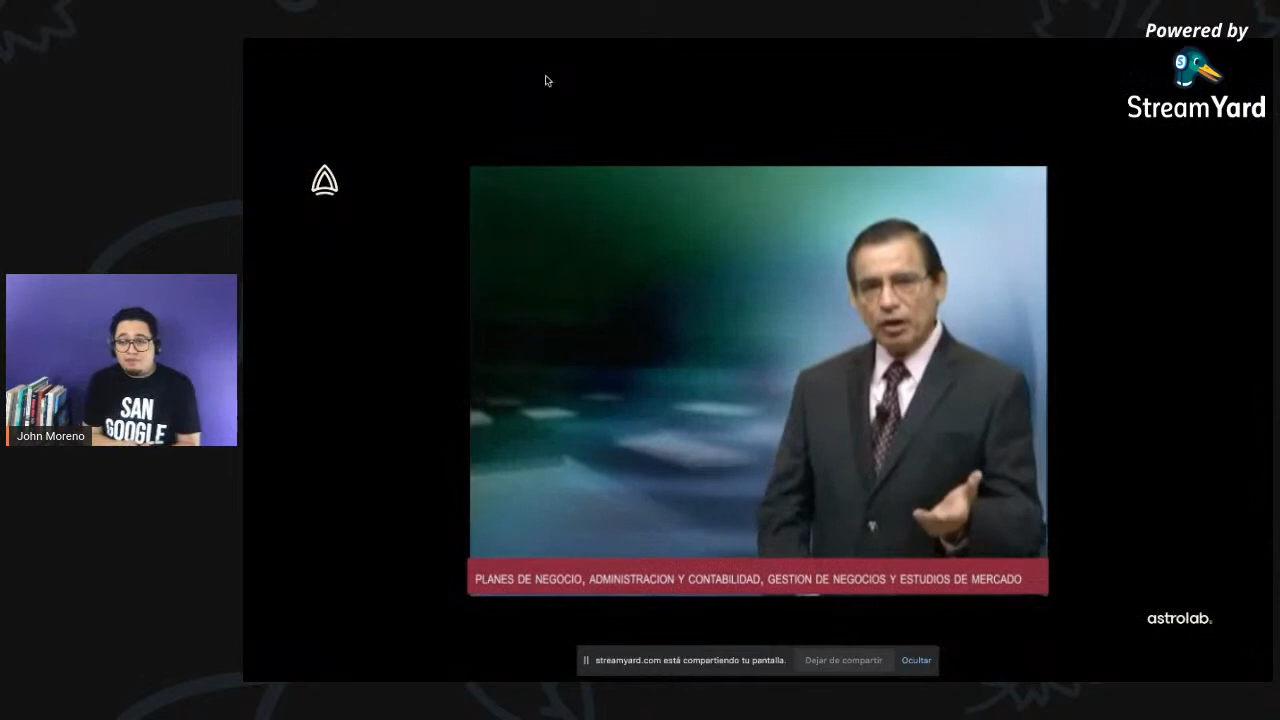 Powered by
StreamYard
SAN
GOOGLE
John Moreno
PLANES DE NEGOCIO, ADMINISTRACION Y CONTABILIDAD, GESTION DE NEGOCIOS Y ESTUDIOS DE MERCADO
astrolab.
streamyard.com está compartiendo tu pantalla.
Dejar de compartir
Ocultar